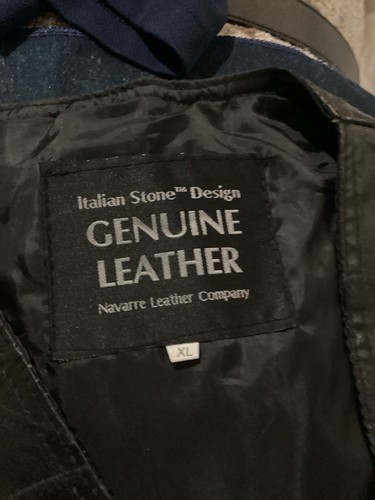 Italian Stone™ Design
GENUINE
LEATHER
Navarre Leather Company
XL